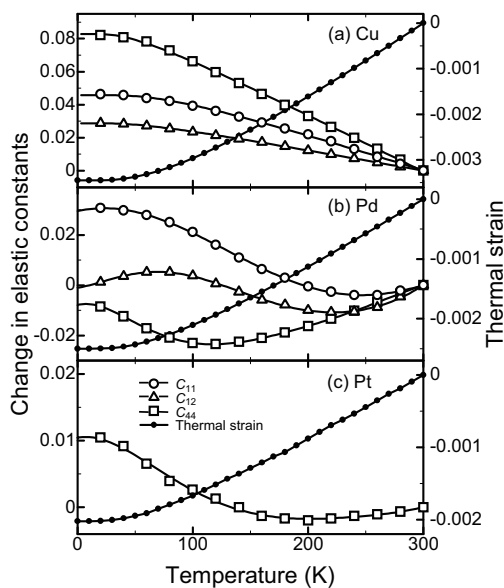 Change in elastic constants
Thermal strain
(a) Cu
0.08
0.06
0.04
0.02
0
0
-0.001
-0.002
-0.003
(b) Pd
0.02
0
-0.02
0
-0.001
-0.002
(c) Pt
0.02
0.01
0
0
-0.001
-0.002
C11
C12
C44
Thermal strain
0 100 200 300
Temperature (K)